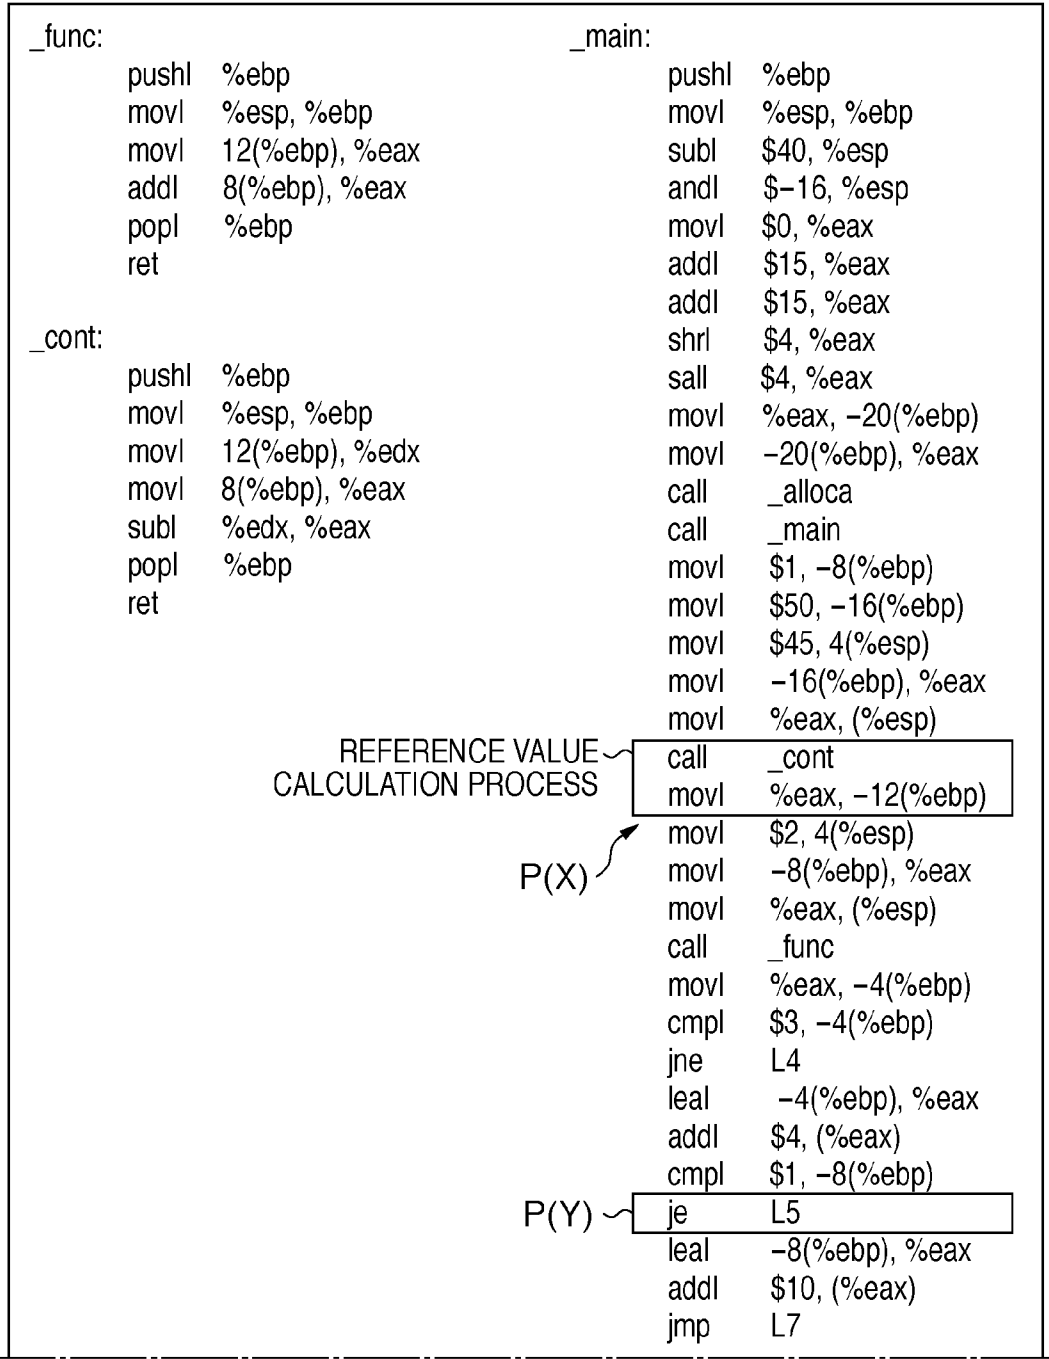 _func:
pushl %ebp
movl %esp, %ebp
movl 12(%ebp), %eax
addl 8(%ebp), %eax
popl %ebp
ret
_cont:
pushl %ebp
movl %esp, %ebp
movl 12(%ebp), %edx
movl 8(%ebp), %eax
subl %edx, %eax
popl %ebp
ret
_main:
pushl %ebp
movl %esp, %ebp
subl $40, %esp
andl $−16, %esp
movl $0, %eax
addl $15, %eax
addl $15, %eax
shrl $4, %eax
sall $4, %eax
movl %eax, −20(%ebp)
movl −20(%ebp), %eax
call _alloca
call _main
movl $1, −8(%ebp)
movl $50, −16(%ebp)
movl $45, 4(%esp)
movl −16(%ebp), %eax
movl %eax, (%esp)
REFERENCE VALUE
CALCULATION PROCESS
call _cont
movl %eax, −12(%ebp)
P(X)
movl $2, 4(%esp)
movl −8(%ebp), %eax
movl %eax, (%esp)
call _func
movl %eax, −4(%ebp)
cmpl $3, −4(%ebp)
jne L4
leal −4(%ebp), %eax
addl $4, (%eax)
cmpl $1, −8(%ebp)
P(Y)
je L5
leal −8(%ebp), %eax
addl $10, (%eax)
jmp L7